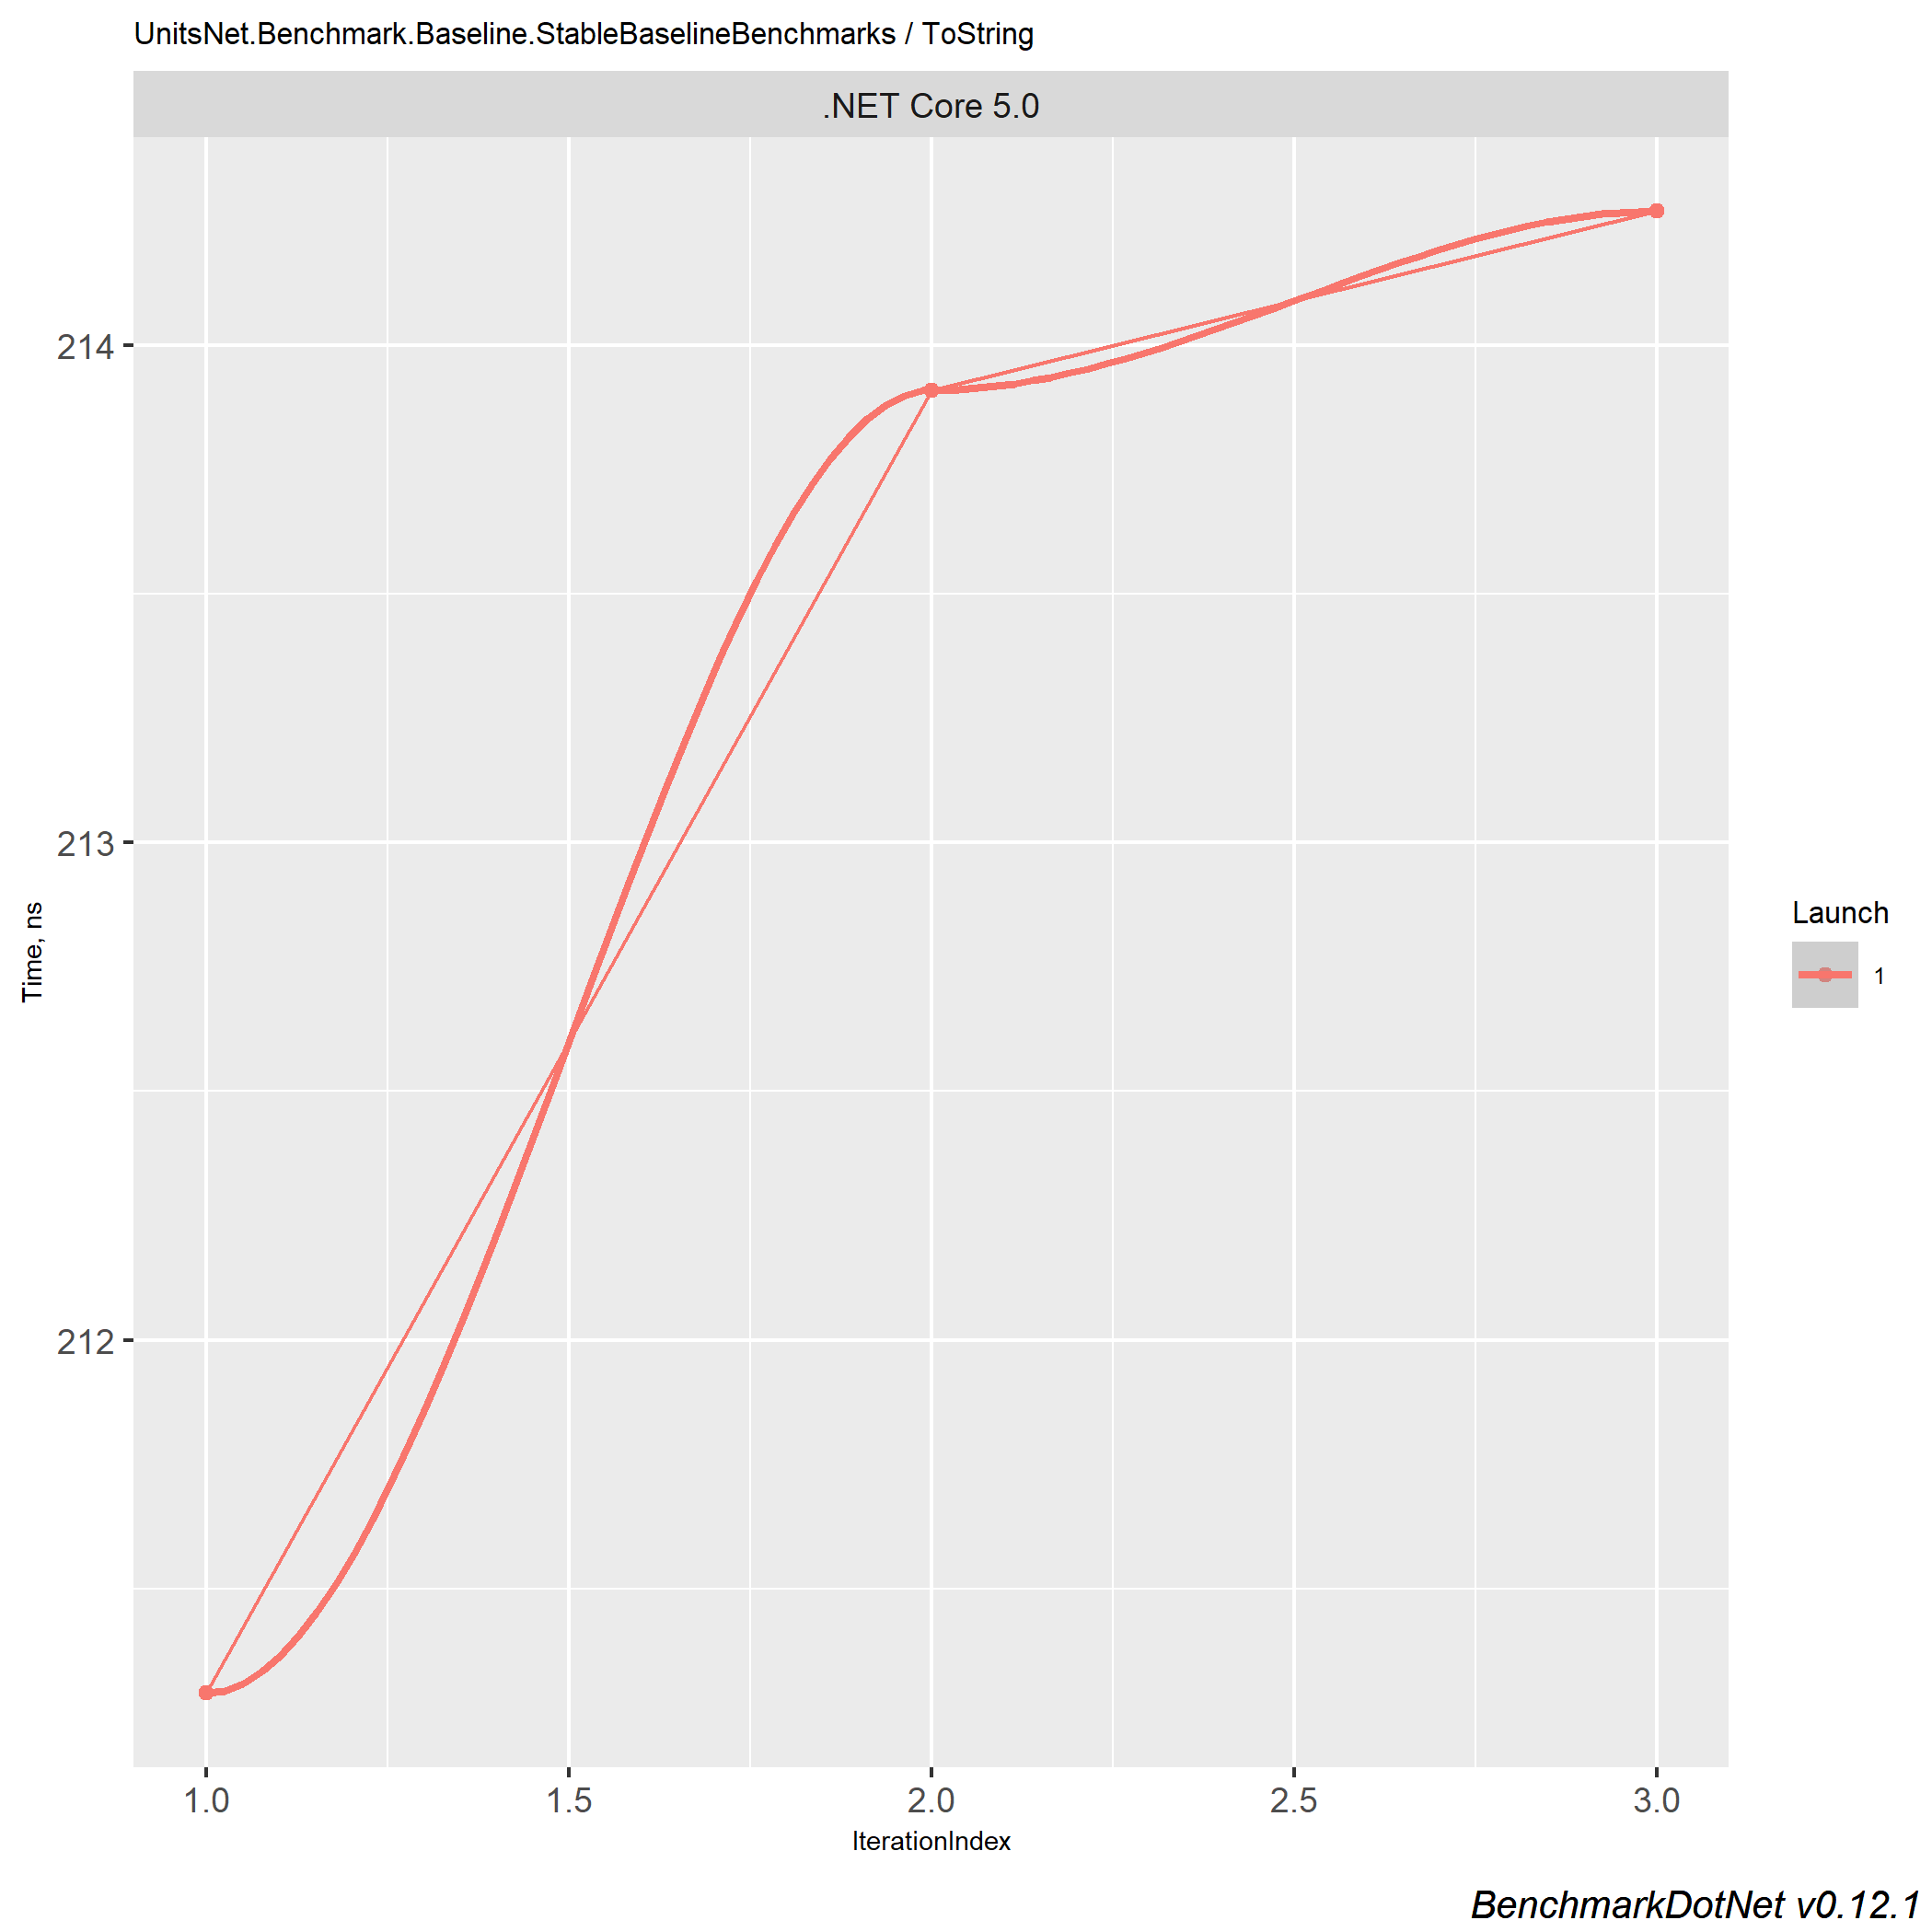 UnitsNet.Benchmark.Baseline.StableBaselineBenchmarks / ToString
.NET Core 5.0
214
213
212
Time, ns
1.0 1.5 2.0 2.5 3.0
IterationIndex
Launch
1
BenchmarkDotNet v0.12.1